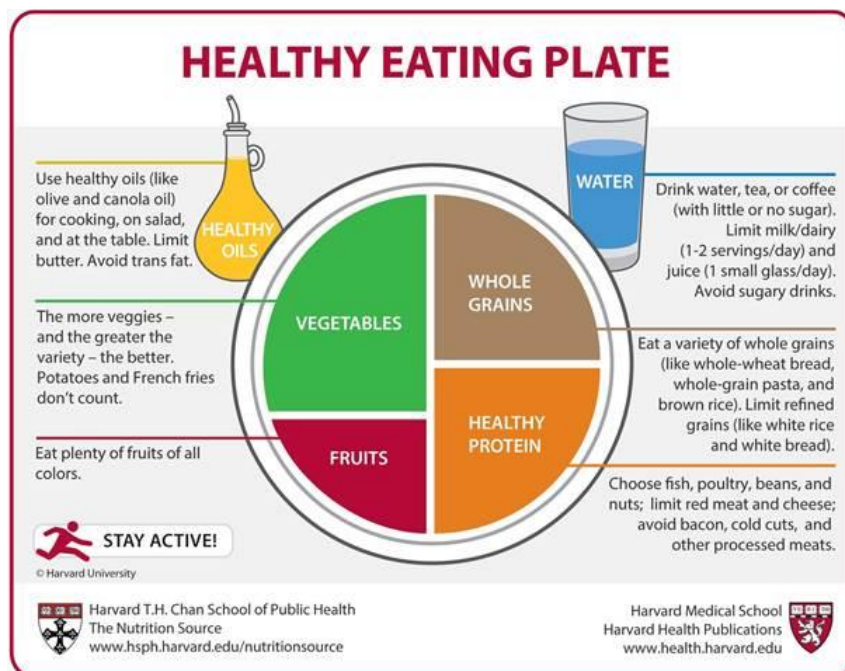 HEALTHY EATING PLATE
HEALTHY
OILS
Use healthy oils (like
olive and canola oil)
for cooking, on salad,
and at the table. Limit
butter. Avoid trans fat.
The more veggies –
and the greater the
variety – the better.
Potatoes and French fries
don't count.
Eat plenty of fruits of all
colors.
VEGETABLES
FRUITS
WHOLE
GRAINS
HEALTHY
PROTEIN
WATER
Drink water, tea, or coffee
(with little or no sugar).
Limit milk/dairy
(1-2 servings/day) and
juice (1 small glass/day).
Avoid sugary drinks.
Eat a variety of whole grains
(like whole-wheat bread,
whole-grain pasta, and
brown rice). Limit refined
grains (like white rice
and white bread).
Choose fish, poultry, beans, and
nuts; limit red meat and cheese;
avoid bacon, cold cuts, and
other processed meats.
STAY ACTIVE!
© Harvard University
Harvard T.H. Chan School of Public Health
The Nutrition Source
www.hsph.harvard.edu/nutritionsource
Harvard Medical School
Harvard Health Publications
www.health.harvard.edu